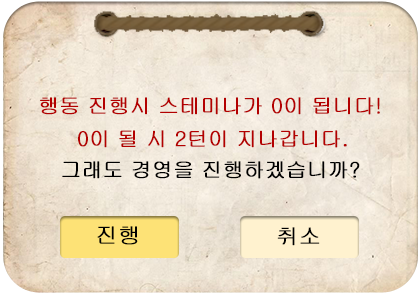 행동 진행시 스테미나가 0이 됩니다!
0이 될 시 2턴이 지나갑니다.
그래도 경영을 진행하겠습니까?
진행
취소